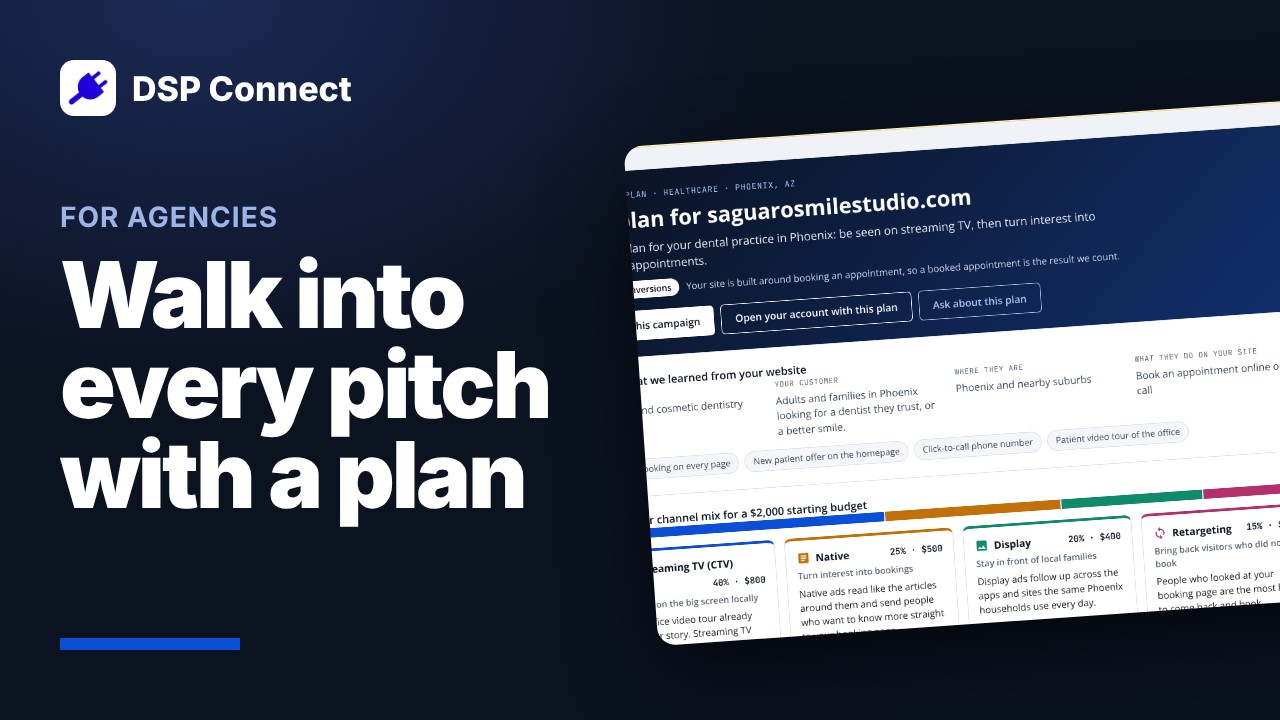 DSP Connect
FOR AGENCIES
Walk into
every pitch
with a plan
PLAN · HEALTHCARE · PHOENIX, AZ
plan for saguarosmilestudio.com
plan for your dental practice in Phoenix: be seen on streaming TV, then turn interest into
appointments.
Your site is built around booking an appointment, so a booked appointment is the result we count.
this campaign
Open your account with this plan
Ask about this plan
we learned from your website
and cosmetic dentistry
YOUR CUSTOMER
Adults and families in Phoenix
looking for a dentist they trust, or
a better smile.
WHERE THEY ARE
Phoenix and nearby suburbs
WHAT THEY DO ON YOUR SITE
Book an appointment online
call
on every page
New patient offer on the homepage
Click-to-call phone number
Patient video tour of the office
channel mix for a $2,000 starting budget
(CTV)
40% · $800
on the big screen locally
video tour already
story. Streaming TV
Native
25% · $500
Turn interest into bookings
Native ads read like the articles
around them and send people
who want to know more straight
Display
20% · $400
Stay in front of local families
Display ads follow up across the
apps and sites the same Phoenix
households use every day.
Retargeting
15% ·
Bring back visitors who did
book
People who looked at your
booking page are the most
to come back and book